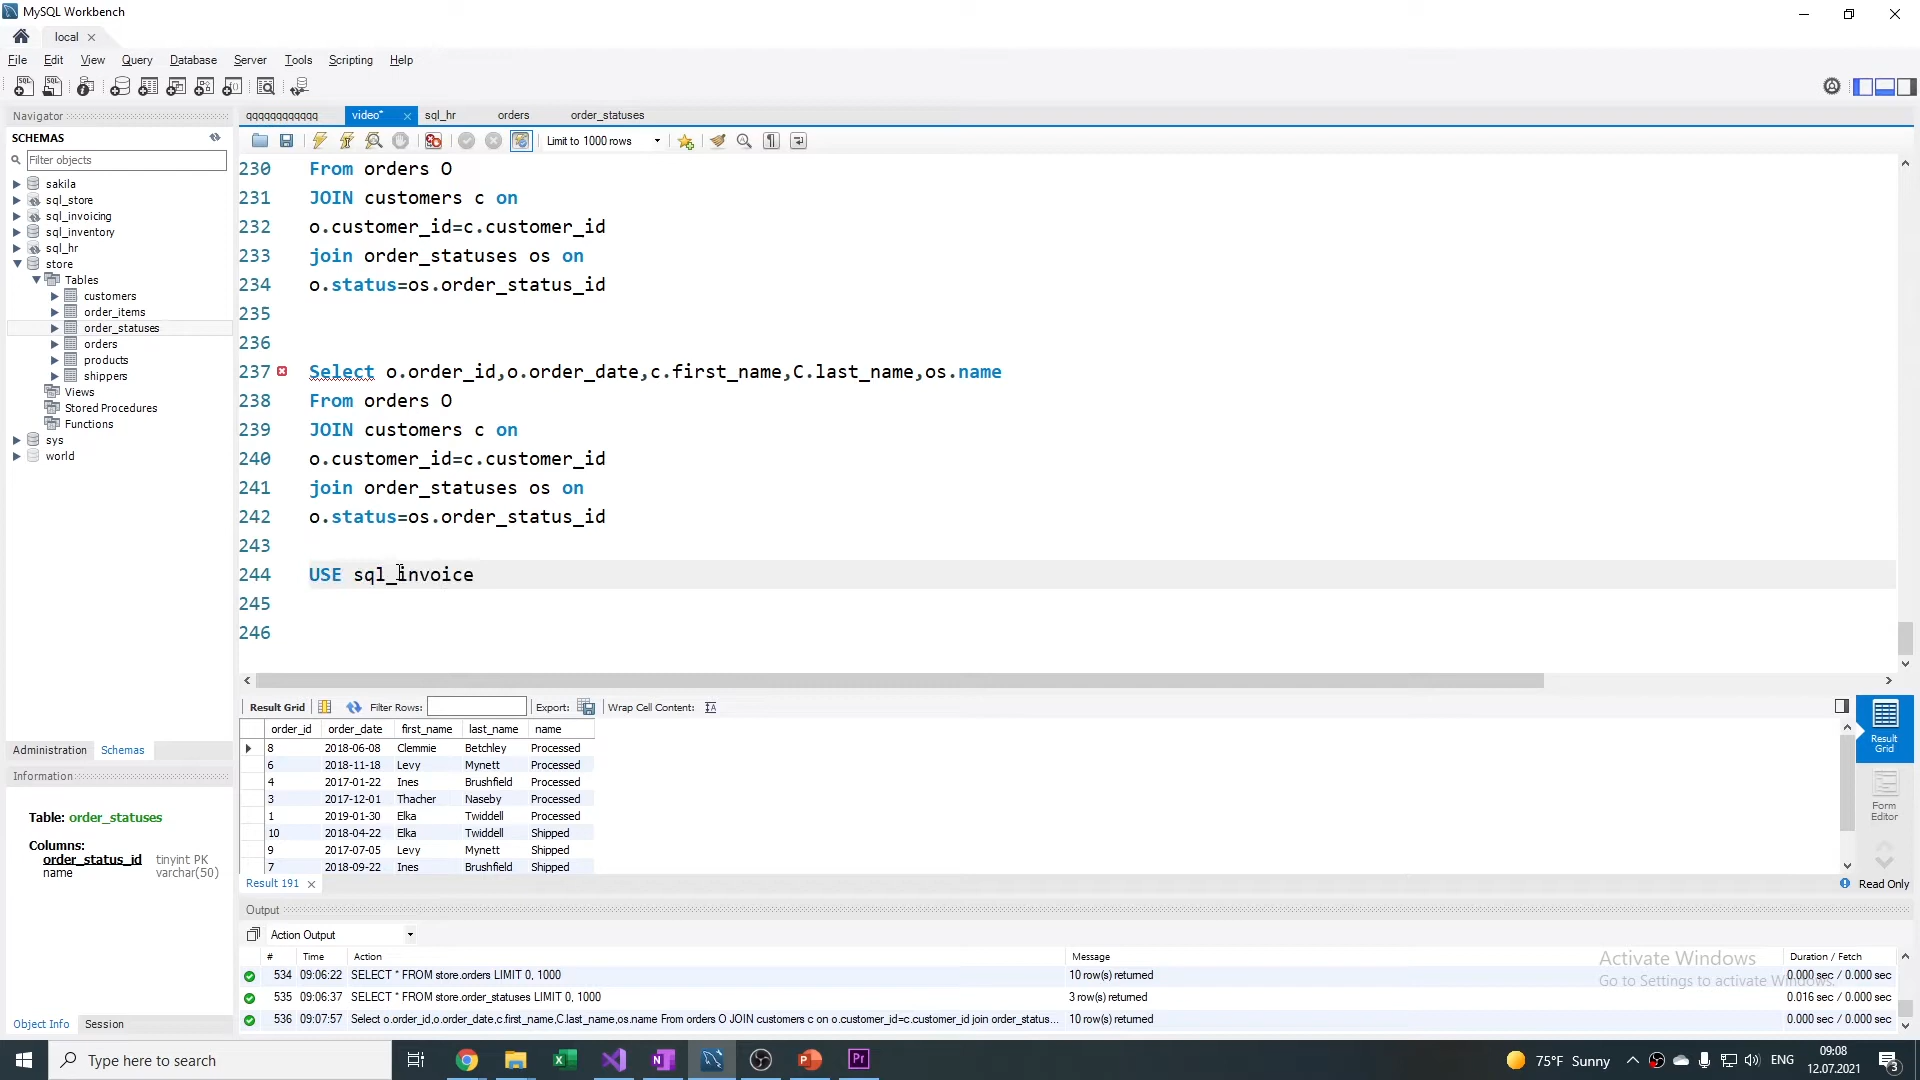 MySQL Workbench
local
File Edit View Query Database Server Tools Scripting Help
Navigator
SCHEMAS
Filter objects
sakila
sql_store
sql_invoicing
sql_inventory
sql_hr
store
Tables
customers
order_items
order_statuses
orders
products
shippers
Views
Stored Procedures
Functions
sys
world
Administration Schemas
Information
Table: order_statuses
Columns:
order_status_id tinyint PK
name varchar(50)
Object Info Session
qqqqqqqqqqqq video* sql_hr orders order_statuses
Limit to 1000 rows
230 From orders O
231 JOIN customers c on
232 o.customer_id=c.customer_id
233 join order_statuses os on
234 o.status=os.order_status_id
235
236
237 Select o.order_id,o.order_date,c.first_name,C.last_name,os.name
238 From orders O
239 JOIN customers c on
240 o.customer_id=c.customer_id
241 join order_statuses os on
242 o.status=os.order_status_id
243
244 USE sql_invoice
245
246
Result Grid Filter Rows: Export: Wrap Cell Content:
order_id order_date first_name last_name name
8 2018-06-08 Clemmie Betchley Processed
6 2018-11-18 Levy Mynett Processed
4 2017-01-22 Ines Brushfield Processed
3 2017-12-01 Thacher Naseby Processed
1 2019-01-30 Elka Twiddell Processed
10 2018-04-22 Elka Twiddell Shipped
9 2017-07-05 Levy Mynett Shipped
7 2018-09-22 Ines Brushfield Shipped
Result Grid
Form Editor
Result 191
Read Only
Output
Action Output
# Time Action Message Duration / Fetch
534 09:06:22 SELECT * FROM store.orders LIMIT 0, 1000 10 row(s) returned 0.000 sec / 0.000 sec
535 09:06:37 SELECT * FROM store.order_statuses LIMIT 0, 1000 3 row(s) returned 0.016 sec / 0.000 sec
536 09:07:57 Select o.order_id,o.order_date,c.first_name,C.last_name,os.name From orders O JOIN customers c on o.customer_id=c.customer_id join order_status... 10 row(s) returned 0.000 sec / 0.000 sec
Activate Windows
Go to Settings to activate Windows.
Type here to search
75°F Sunny
ENG
09:08
12.07.2021
3